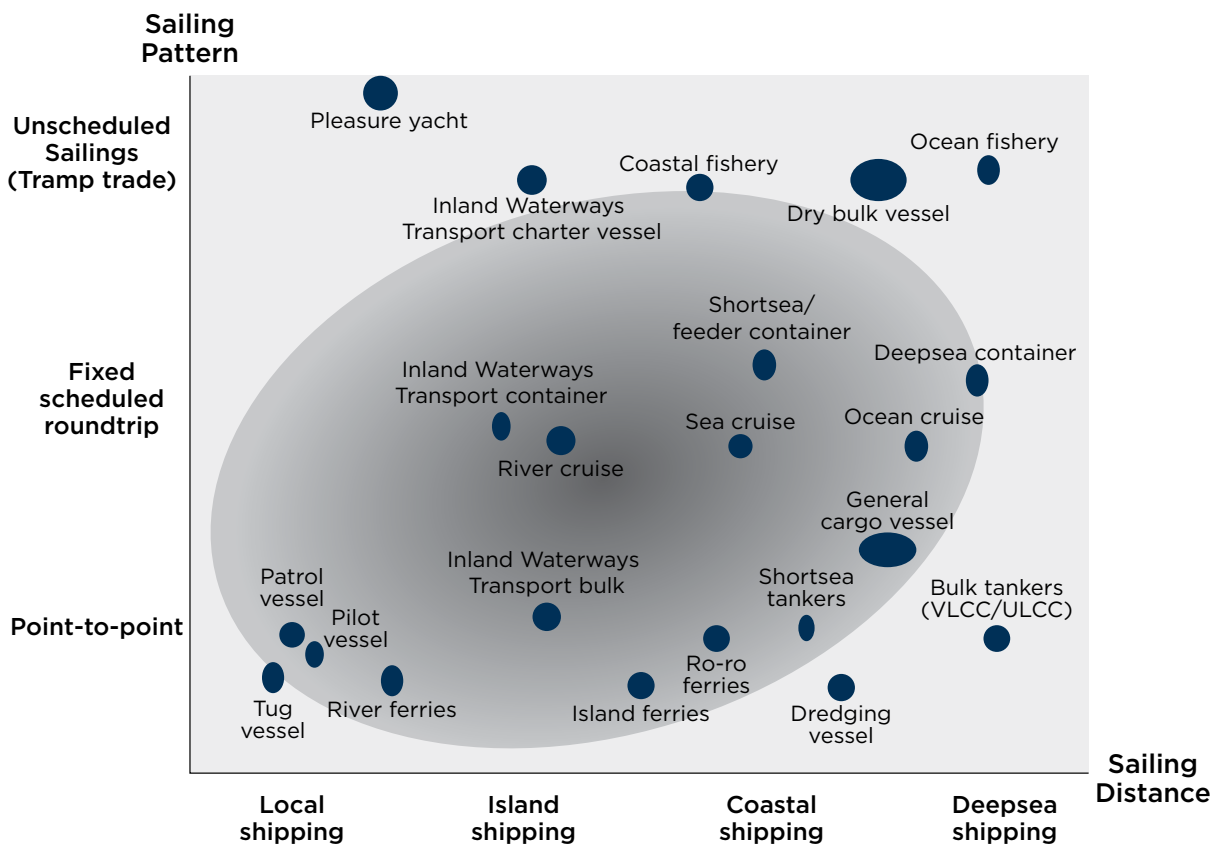 Sailing
Pattern
Unscheduled
Sailings
(Tramp trade)
Pleasure yacht
Inland Waterways
Transport charter vessel
Coastal fishery
Dry bulk vessel
Ocean fishery
Fixed
scheduled
roundtrip
Inland Waterways
Transport container
River cruise
Shortsea/
feeder container
Sea cruise
Deepsea container
Ocean cruise
General
cargo vessel
Point-to-point
Patrol
vessel
Pilot
vessel
Tug
vessel
River ferries
Inland Waterways
Transport bulk
Island ferries
Ro-ro
ferries
Shortsea
tankers
Dredging
vessel
Bulk tankers
(VLCC/ULCC)
Sailing
Distance
Local
shipping
Island
shipping
Coastal
shipping
Deepsea
shipping